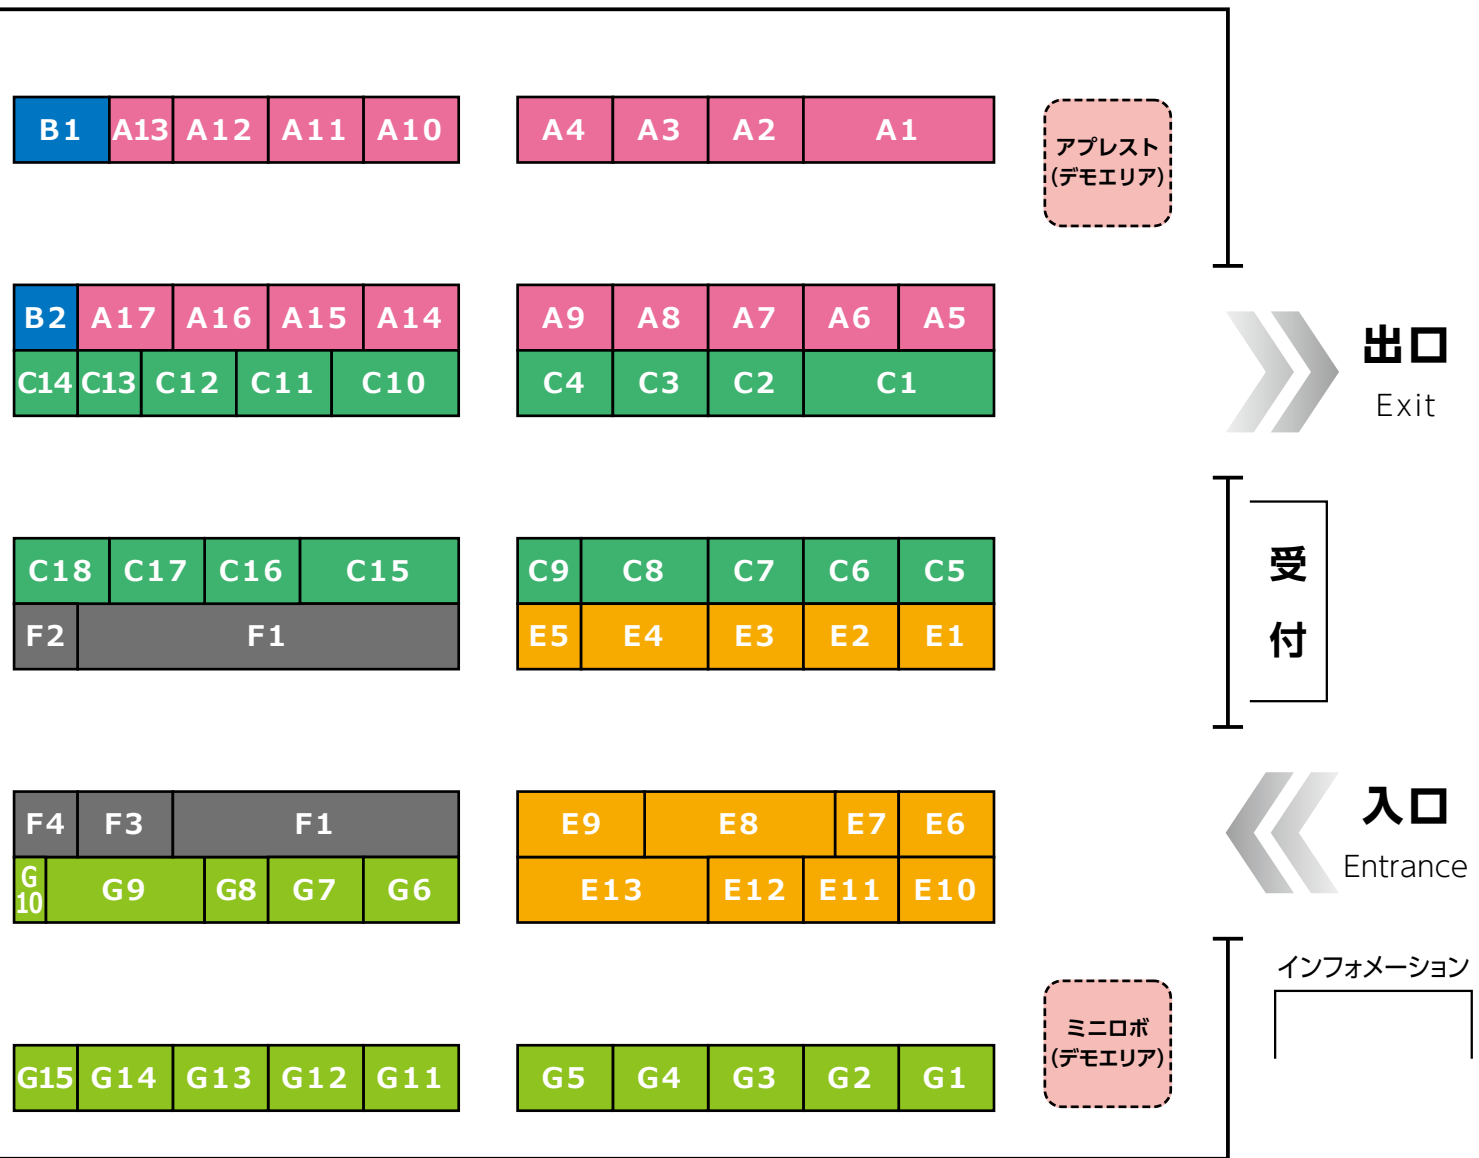 B1 A13 A12 A11 A10 A4 A3 A2 A1
アプレスト
(デモエリア)
B2 A17 A16 A15 A14 A9 A8 A7 A6 A5
C14 C13 C12 C11 C10 C4 C3 C2 C1
出口
Exit
C18 C17 C16 C15 C9 C8 C7 C6 C5
F2 F1 E5 E4 E3 E2 E1
受
付
F4 F3 F1 E9 E8 E7 E6
入口
Entrance
G
10
G9 G8 G7 G6 E13 E12 E11 E10
インフォメーション
ミニロボ
(デモエリア)
G15 G14 G13 G12 G11 G5 G4 G3 G2 G1